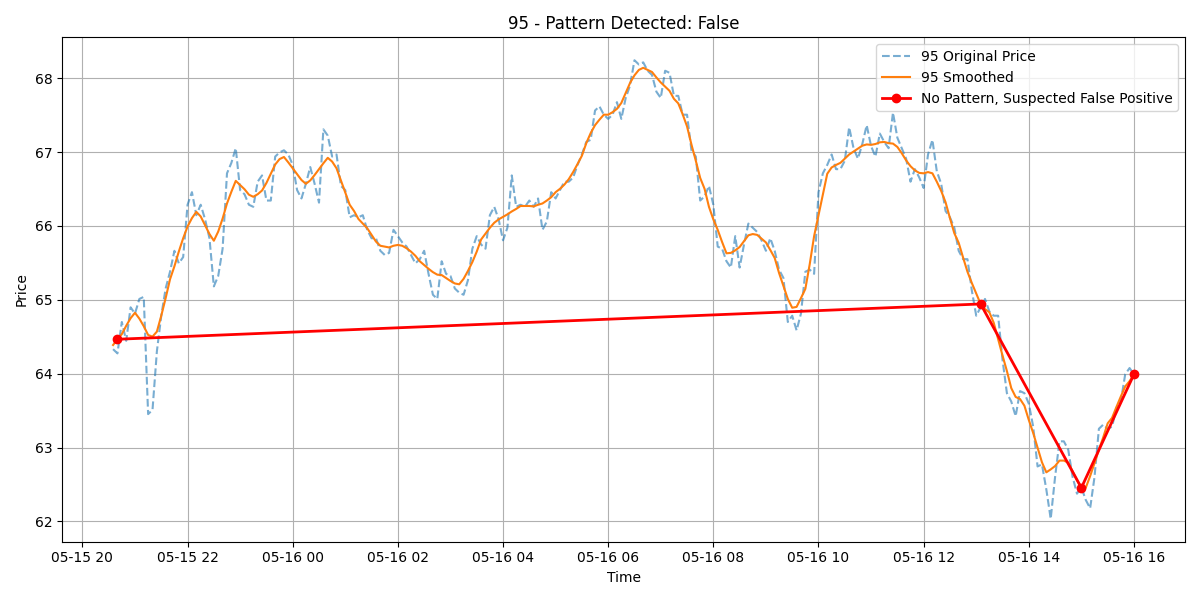 95 - Pattern Detected: False
95 Original Price
95 Smoothed
No Pattern, Suspected False Positive
Price
68
67
66
65
64
63
62
05-15 20 05-15 22 05-16 00 05-16 02 05-16 04 05-16 06 05-16 08 05-16 10 05-16 12 05-16 14 05-16 16
Time